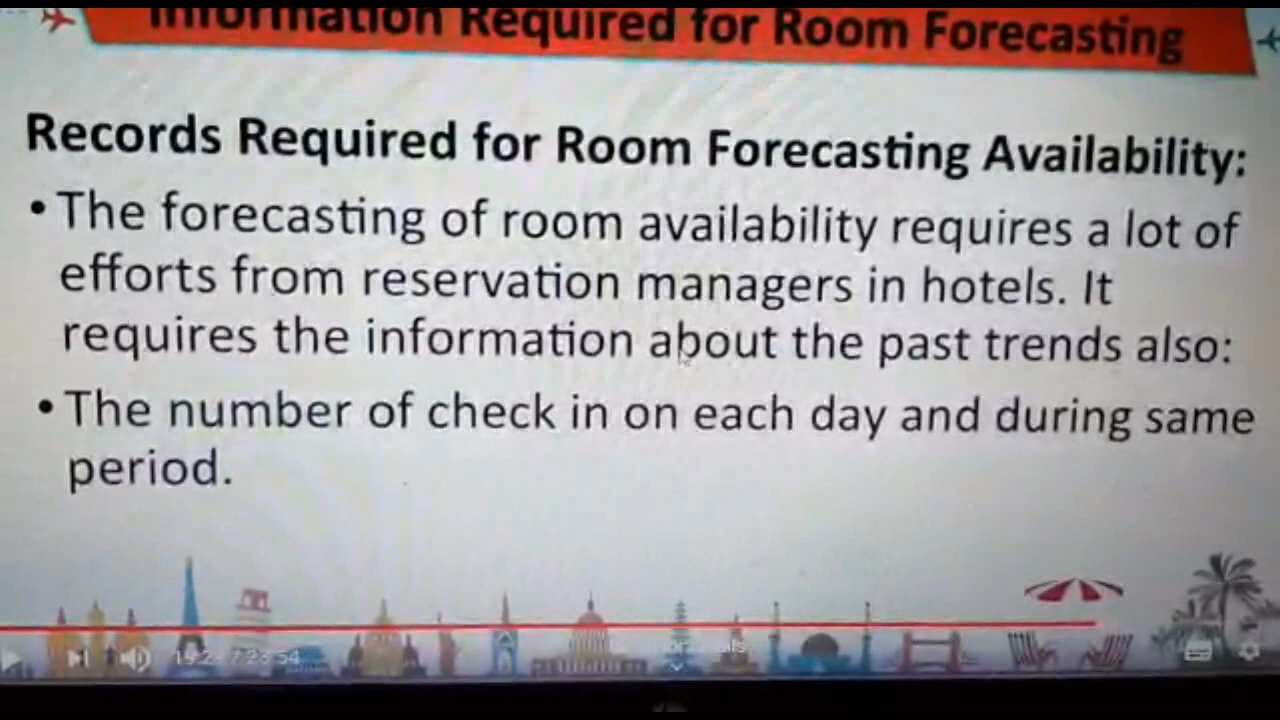 Information Required for Room Forecasting
Records Required for Room Forecasting Availability:
• The forecasting of room availability requires a lot of
efforts from reservation managers in hotels. It
requires the information about the past trends also:
• The number of check in on each day and during same
period.